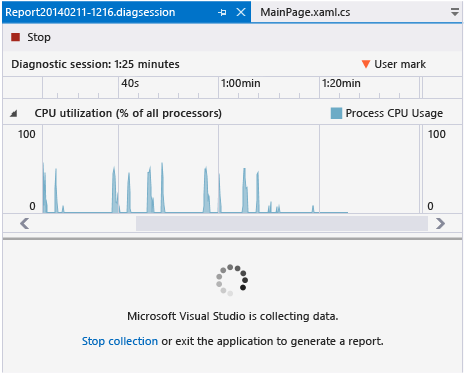 Report20140211-1216.diagsession MainPage.xaml.cs
Stop
Diagnostic session: 1:25 minutes User mark
40s 1:00min 1:20min
CPU utilization (% of all processors) Process CPU Usage
100 100
0 0
Microsoft Visual Studio is collecting data.
Stop collection or exit the application to generate a report.